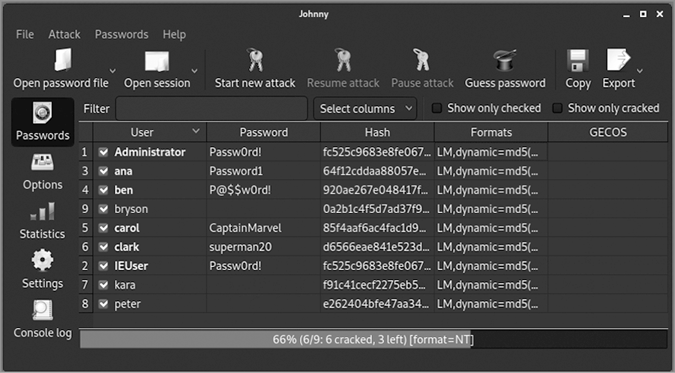 Johnny
File Attack Passwords Help
Open password file Open session Start new attack Resume attack Pause attack Guess password Copy Export
Filter Select columns Show only checked Show only cracked
Passwords
Options
Statistics
Settings
Console log
User Password Hash Formats GECOS
1 Administrator Passw0rd! fc525c9683e8fe067... LM,dynamic=md5(...
3 ana Password1 64f12cddaa88057e... LM,dynamic=md5(...
4 ben P@$$w0rd! 920ae267e048417f... LM,dynamic=md5(...
9 bryson 0a2b1c4f5d7ad37f9... LM,dynamic=md5(...
5 carol CaptainMarvel 85f4aaf6ac4fac1d9... LM,dynamic=md5(...
6 clark superman20 d6566eae841e523d... LM,dynamic=md5(...
2 IEUser Passw0rd! fc525c9683e8fe067... LM,dynamic=md5(...
7 kara f91c41cecf2275eb5... LM,dynamic=md5(...
8 peter e262404bfe47aa34... LM,dynamic=md5(...
66% (6/9: 6 cracked, 3 left) [format=NT]